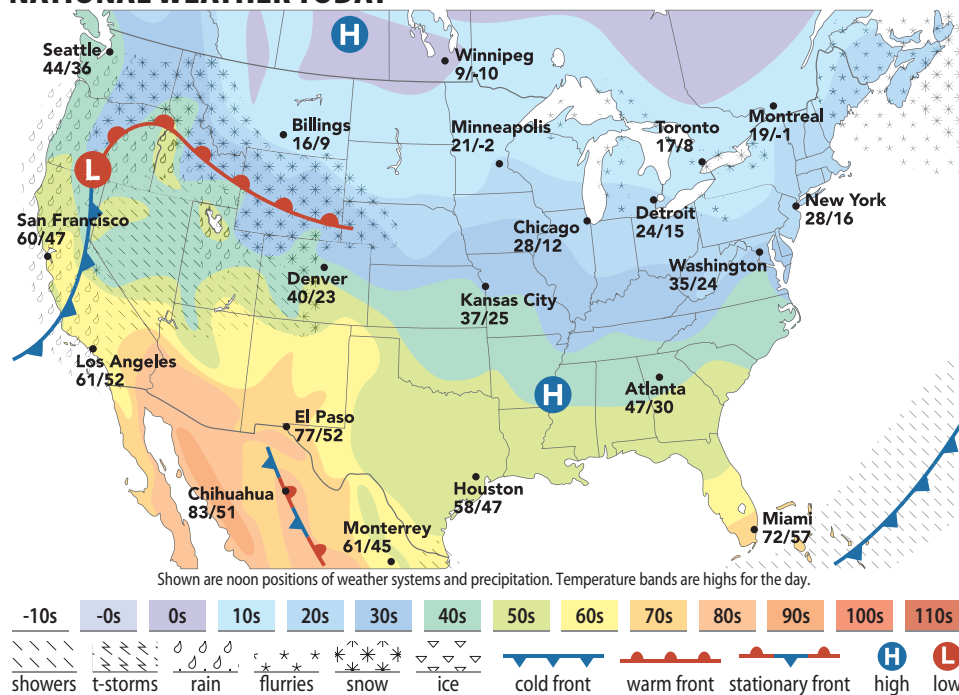 NATIONAL WEATHER TODAY
H
Seattle
44/36
Winnipeg
9/-10
Billings
16/9
Minneapolis
21/-2
Toronto
17/8
Montreal
19/-1
L
San Francisco
60/47
Chicago
28/12
Detroit
24/15
New York
28/16
Denver
40/23
Kansas City
37/25
Washington
35/24
Los Angeles
61/52
H
Atlanta
47/30
El Paso
77/52
Chihuahua
83/51
Houston
58/47
Monterrey
61/45
Miami
72/57
Shown are noon positions of weather systems and precipitation. Temperature bands are highs for the day.
-10s -0s 0s 10s 20s 30s 40s 50s 60s 70s 80s 90s 100s 110s
H L
showers t-storms rain flurries snow ice cold front warm front stationary front high low